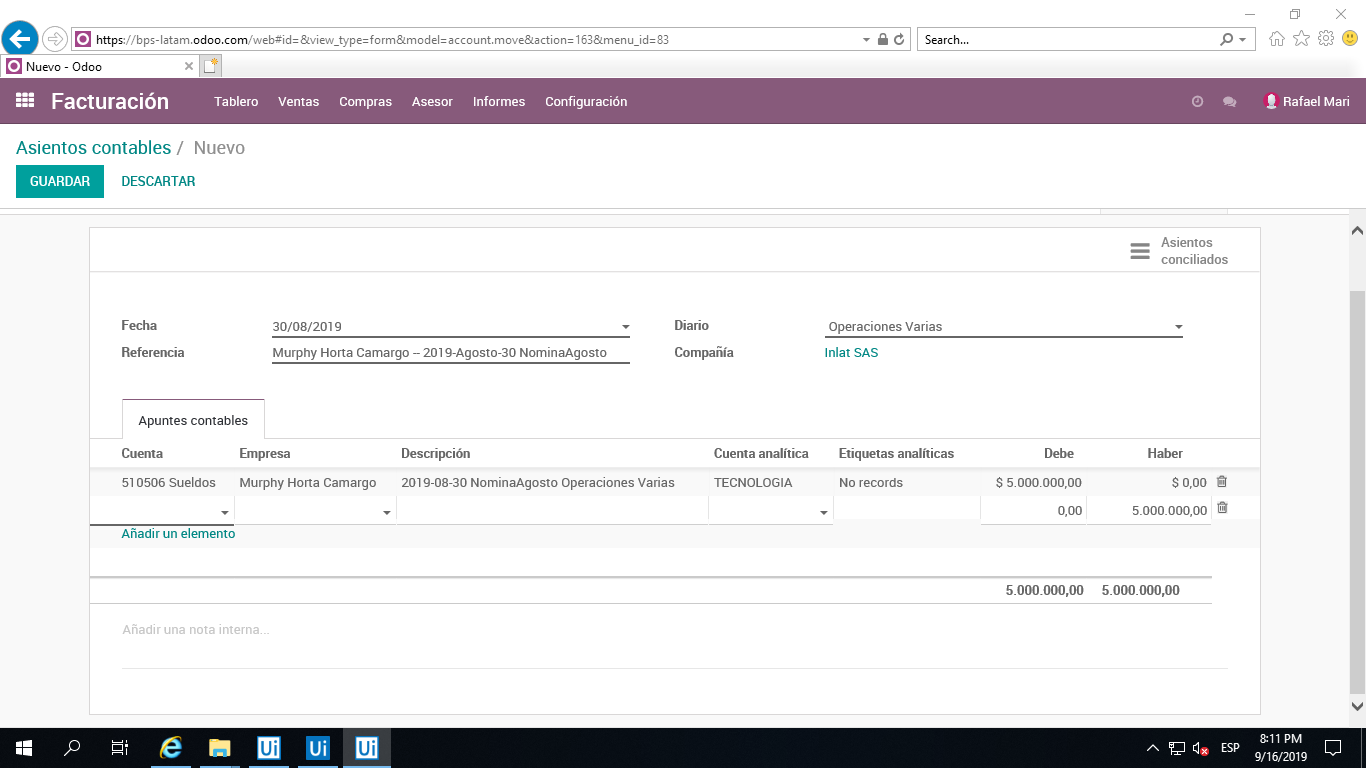 https://bps-latam.odoo.com/web#id=&view_type=form&model=account.move&action=163&menu_id=83
Search...
Nuevo - Odoo
Facturación Tablero Ventas Compras Asesor Informes Configuración Rafael Mari
Asientos contables / Nuevo
GUARDAR DESCARTAR
Asientos
conciliados
Fecha 30/08/2019 Diario Operaciones Varias
Referencia Murphy Horta Camargo -- 2019-Agosto-30 NominaAgosto Compañía Inlat SAS
Apuntes contables
Cuenta Empresa Descripción Cuenta analítica Etiquetas analíticas Debe Haber
510506 Sueldos Murphy Horta Camargo 2019-08-30 NominaAgosto Operaciones Varias TECNOLOGIA No records $ 5.000.000,00 $ 0,00
0,00 5.000.000,00
Añadir un elemento
5.000.000,00 5.000.000,00
Añadir una nota interna...
Ui Ui Ui
ESP
8:11 PM
9/16/2019